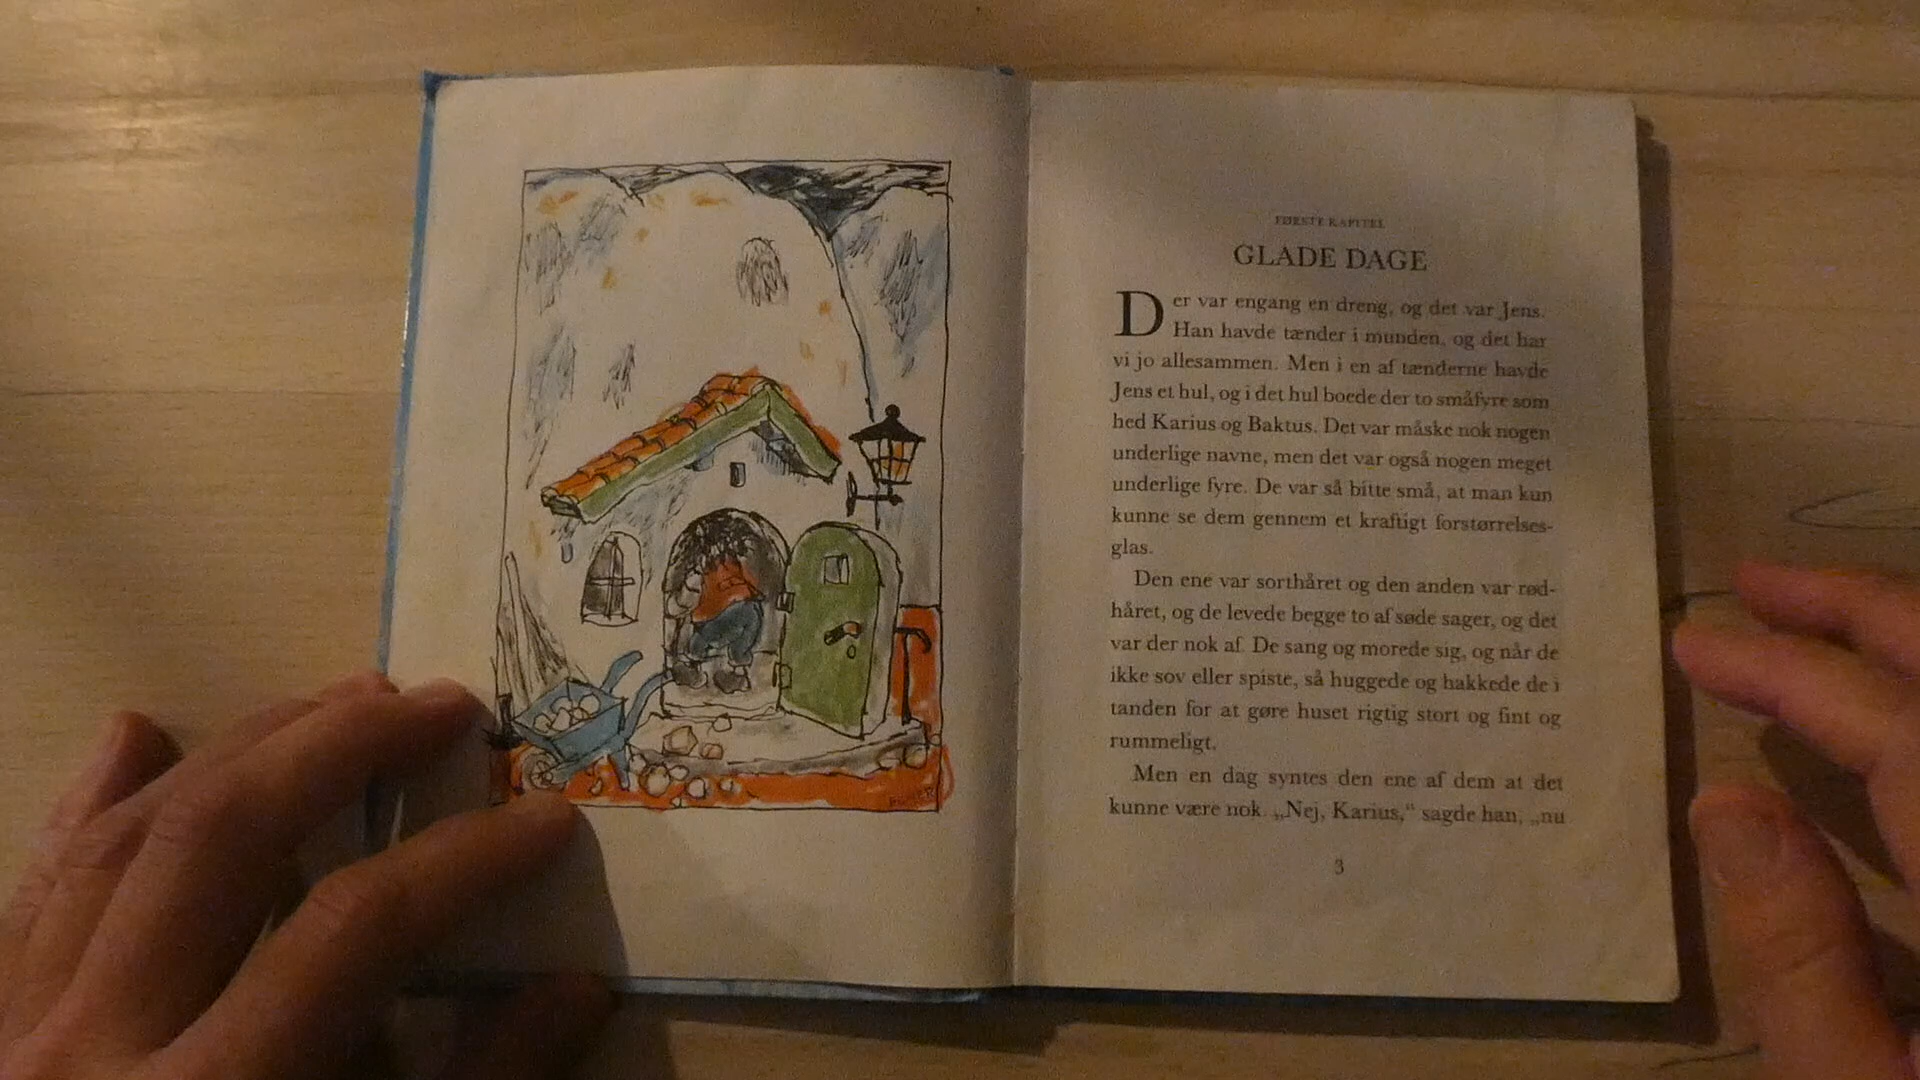 FØRSTE KAPITEL
GLADE DAGE
Der var engang en dreng, og det var Jens.
Han havde tænder i munden, og det har
vi jo allesammen. Men i en af tænderne havde
Jens et hul, og i det hul boede der to småfyre som
hed Karius og Baktus. Det var måske nok nogen
underlige navne, men det var også nogen meget
underlige fyre. De var så bitte små, at man kun
kunne se dem gennem et kraftigt forstørrelses-
glas.
Den ene var sorthåret og den anden var rød-
håret, og de levede begge to af søde sager, og det
var der nok af. De sang og morede sig, og når de
ikke sov eller spiste, så huggede og hakkede de i
tanden for at gøre huset rigtig stort og fint og
rummeligt.
Men en dag syntes den ene af dem at det
kunne være nok. „Nej, Karius,“ sagde han, „nu
3